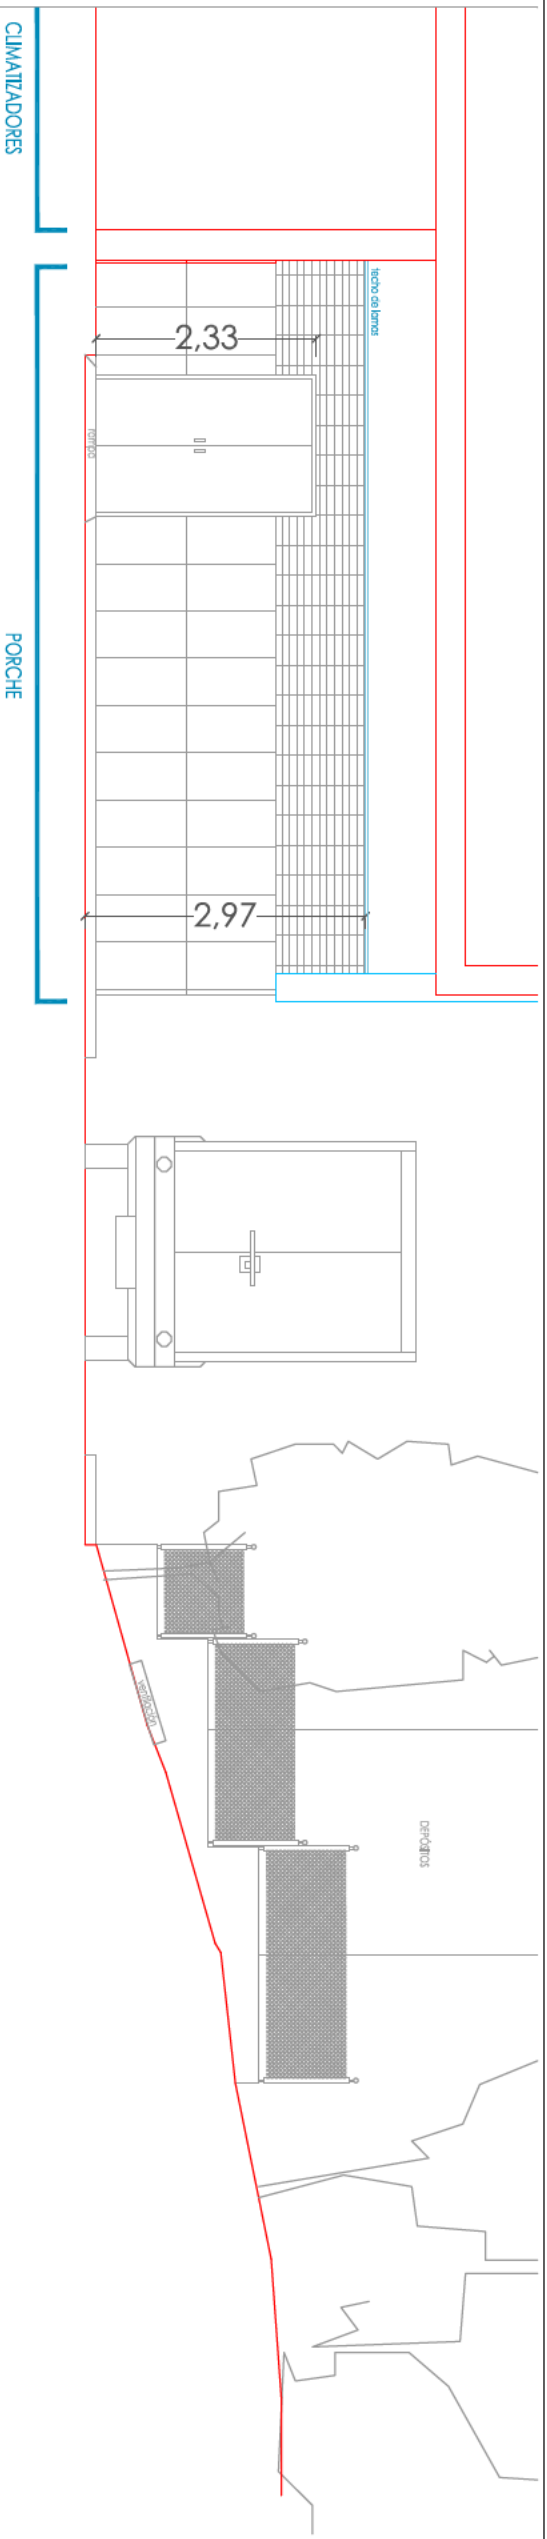 CLIMATIZADORES
techo de lamas
2,33
rampa
PORCHE
2,97
ventilación
DEPÓSITOS